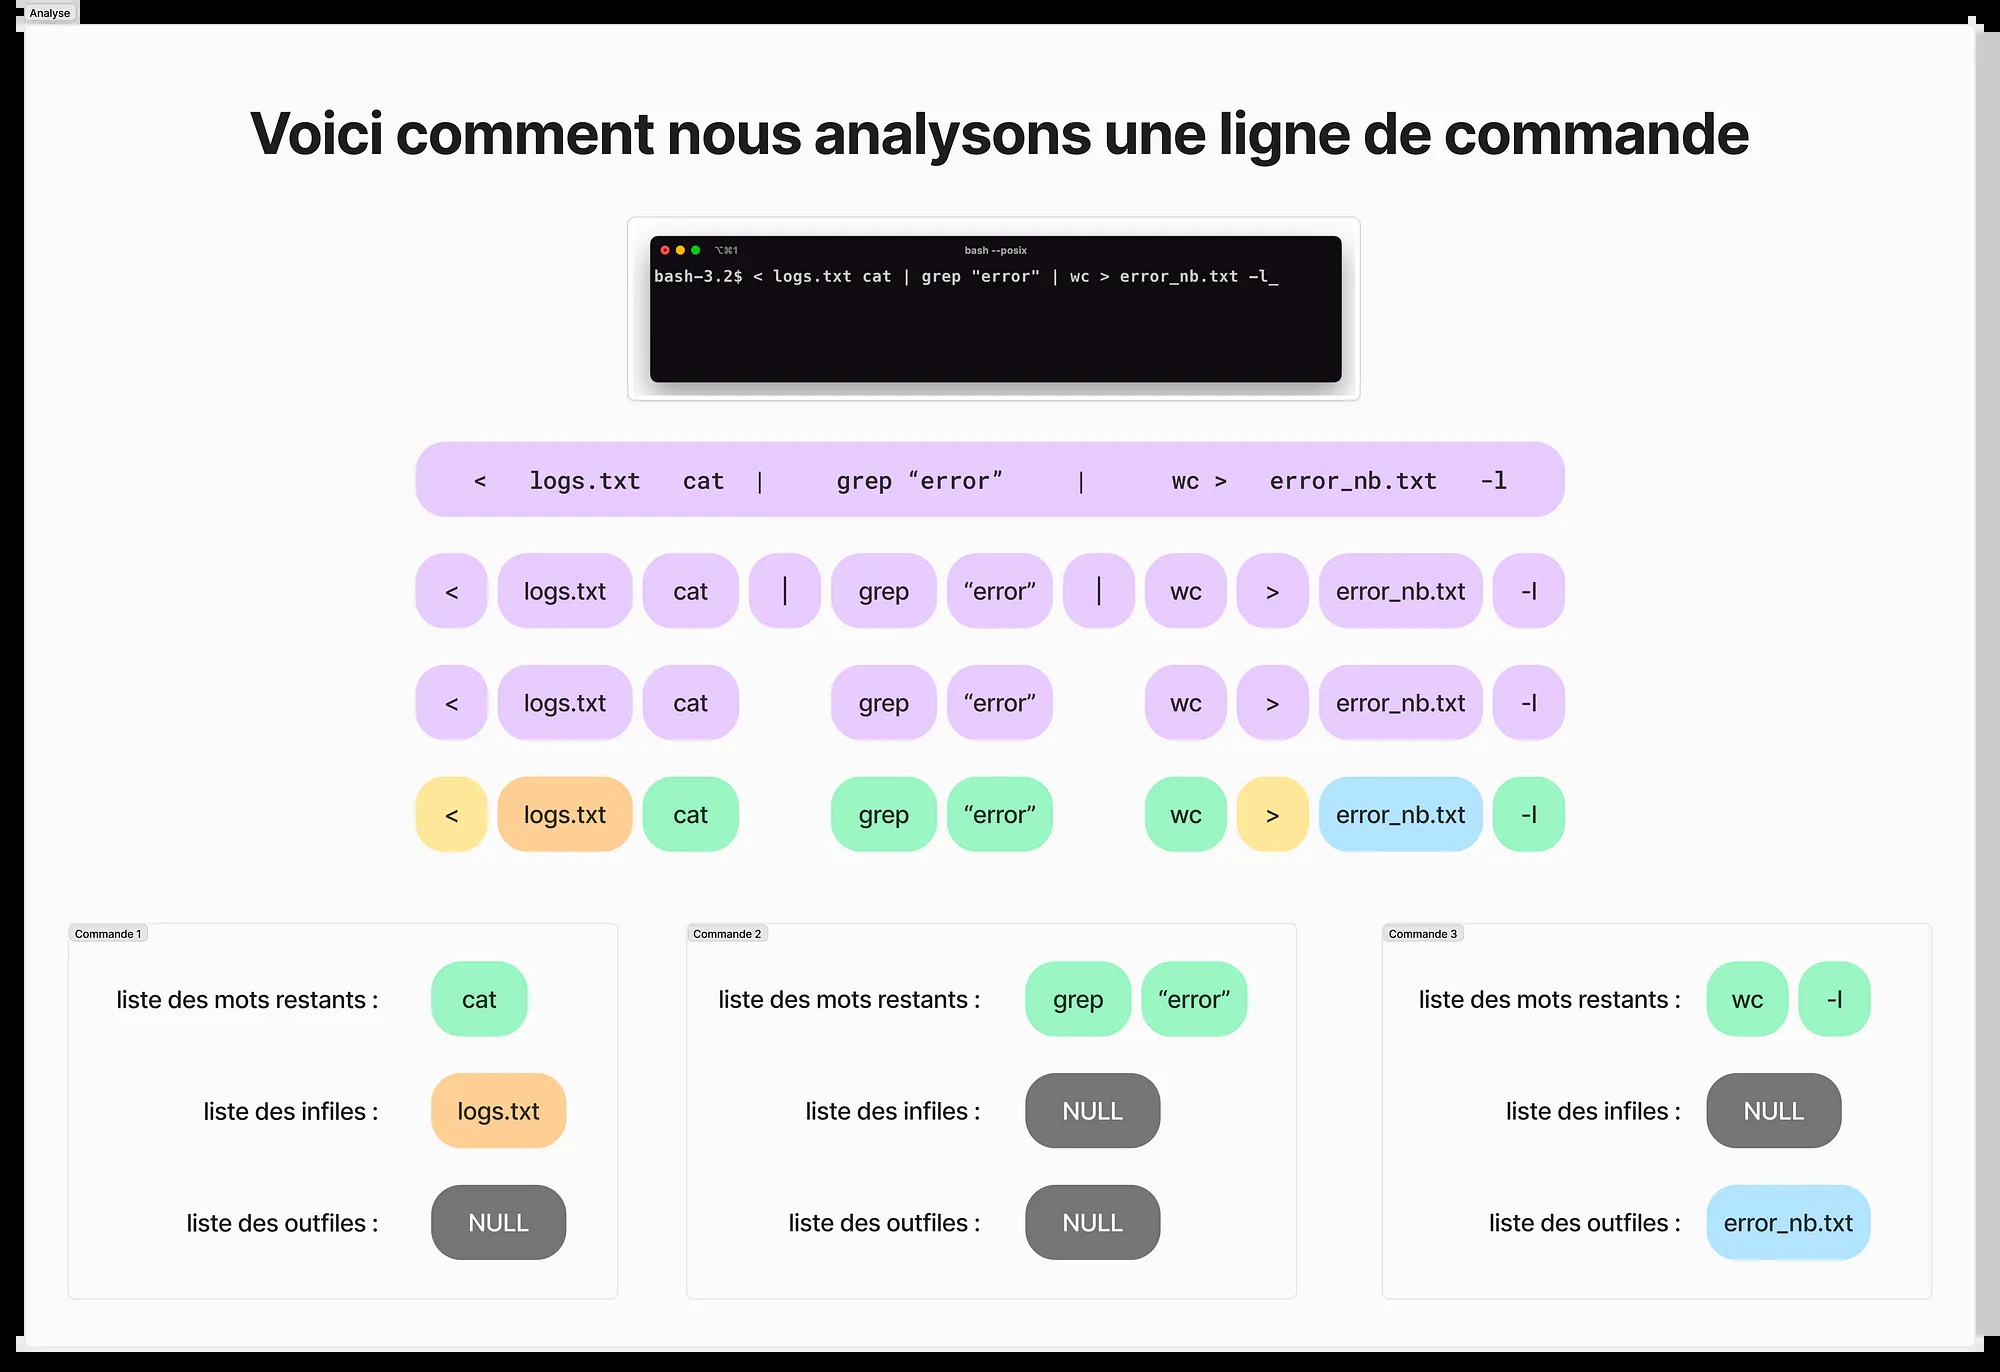 Analyse
Voici comment nous analysons une ligne de commande
⌥⌘1 bash --posix
bash-3.2$ < logs.txt cat | grep "error" | wc > error_nb.txt -l_
< logs.txt cat | grep “error” | wc > error_nb.txt -l
< logs.txt cat | grep “error” | wc > error_nb.txt -l
< logs.txt cat grep “error” wc > error_nb.txt -l
< logs.txt cat grep “error” wc > error_nb.txt -l
Commande 1
liste des mots restants : cat
liste des infiles : logs.txt
liste des outfiles : NULL
Commande 2
liste des mots restants : grep “error”
liste des infiles : NULL
liste des outfiles : NULL
Commande 3
liste des mots restants : wc -l
liste des infiles : NULL
liste des outfiles : error_nb.txt